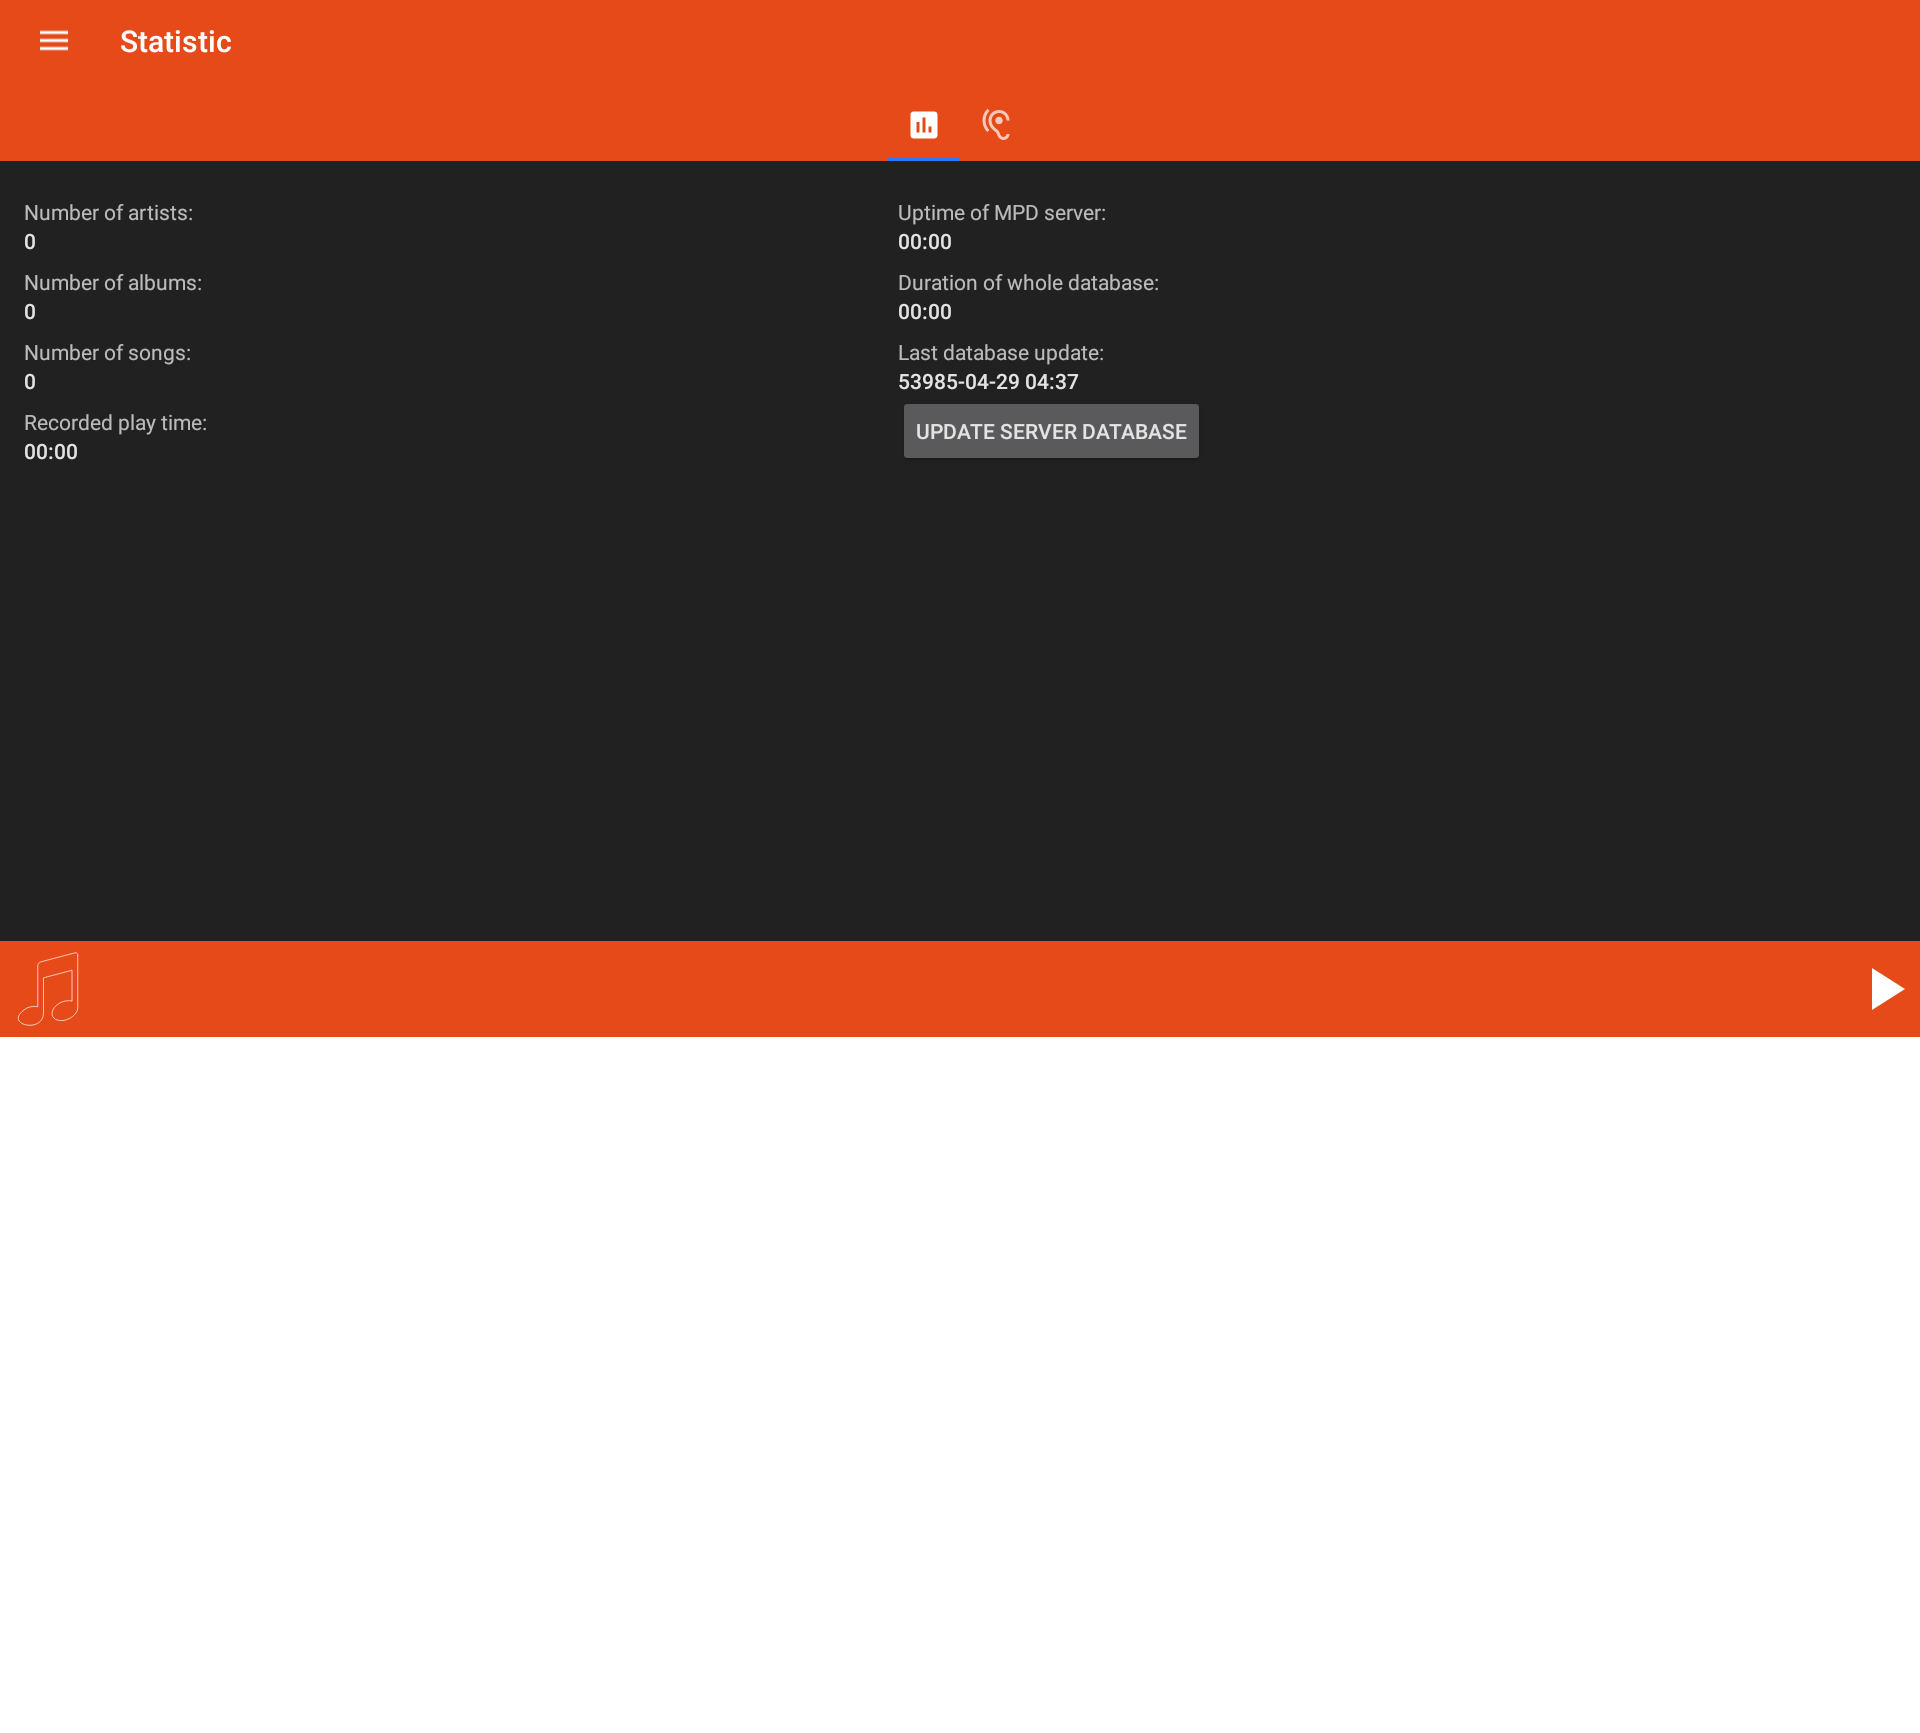 Statistic
Number of artists:
0
Number of albums:
0
Number of songs:
0
Recorded play time:
00:00
Uptime of MPD server:
00:00
Duration of whole database:
00:00
Last database update:
53985-04-29 04:37
UPDATE SERVER DATABASE